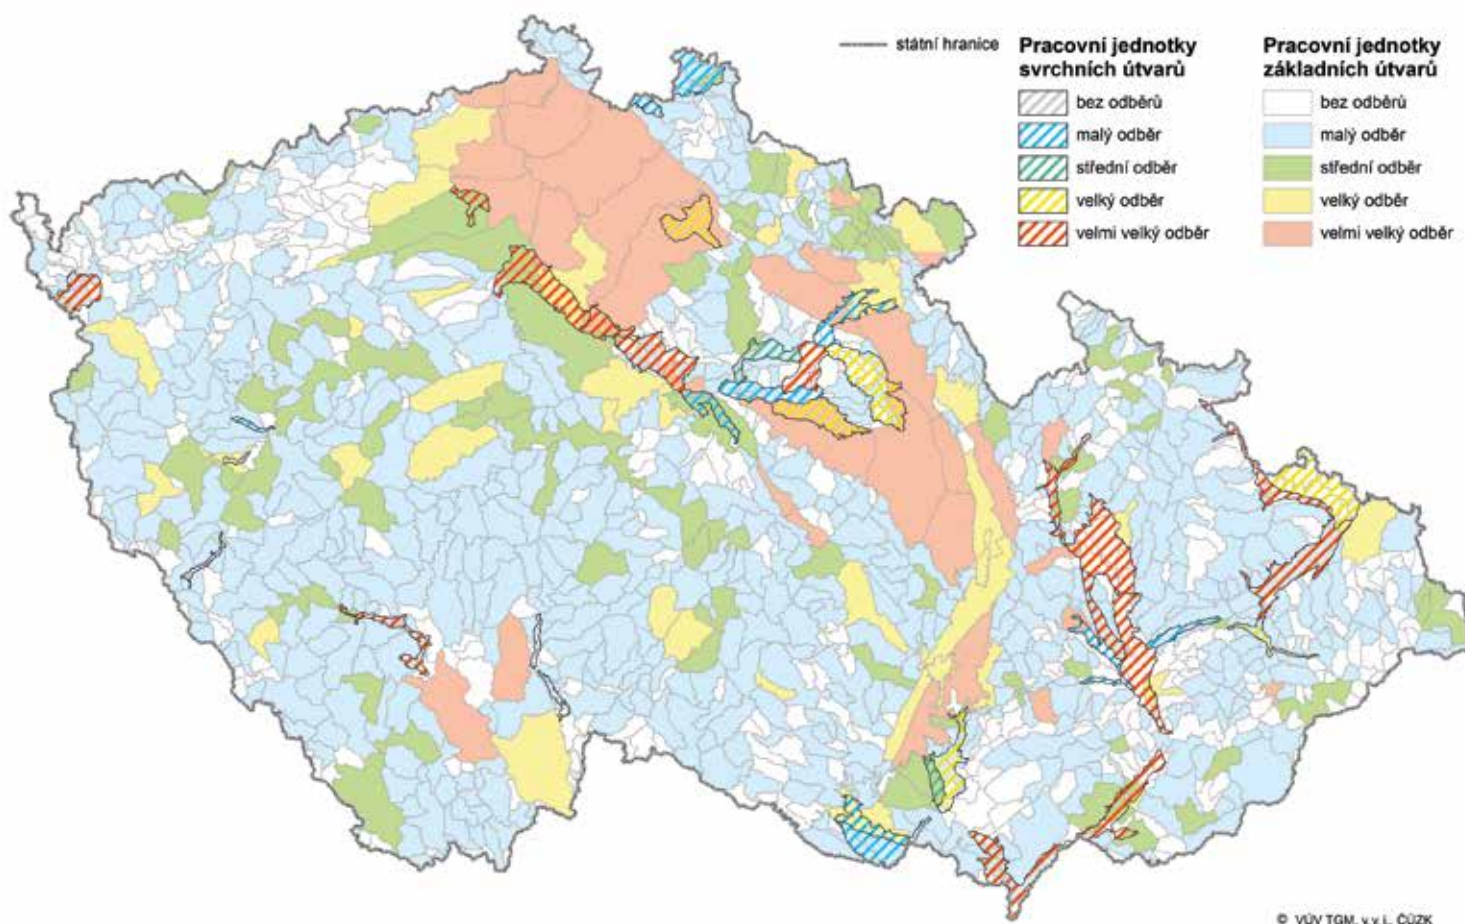 státní hranice
Pracovní jednotky
svrchních útvarů
bez odběrů
malý odběr
střední odběr
velký odběr
velmi velký odběr
Pracovní jednotky
základních útvarů
bez odběrů
malý odběr
střední odběr
velký odběr
velmi velký odběr
© VÚV TGM, v.v.i., ČÚZK